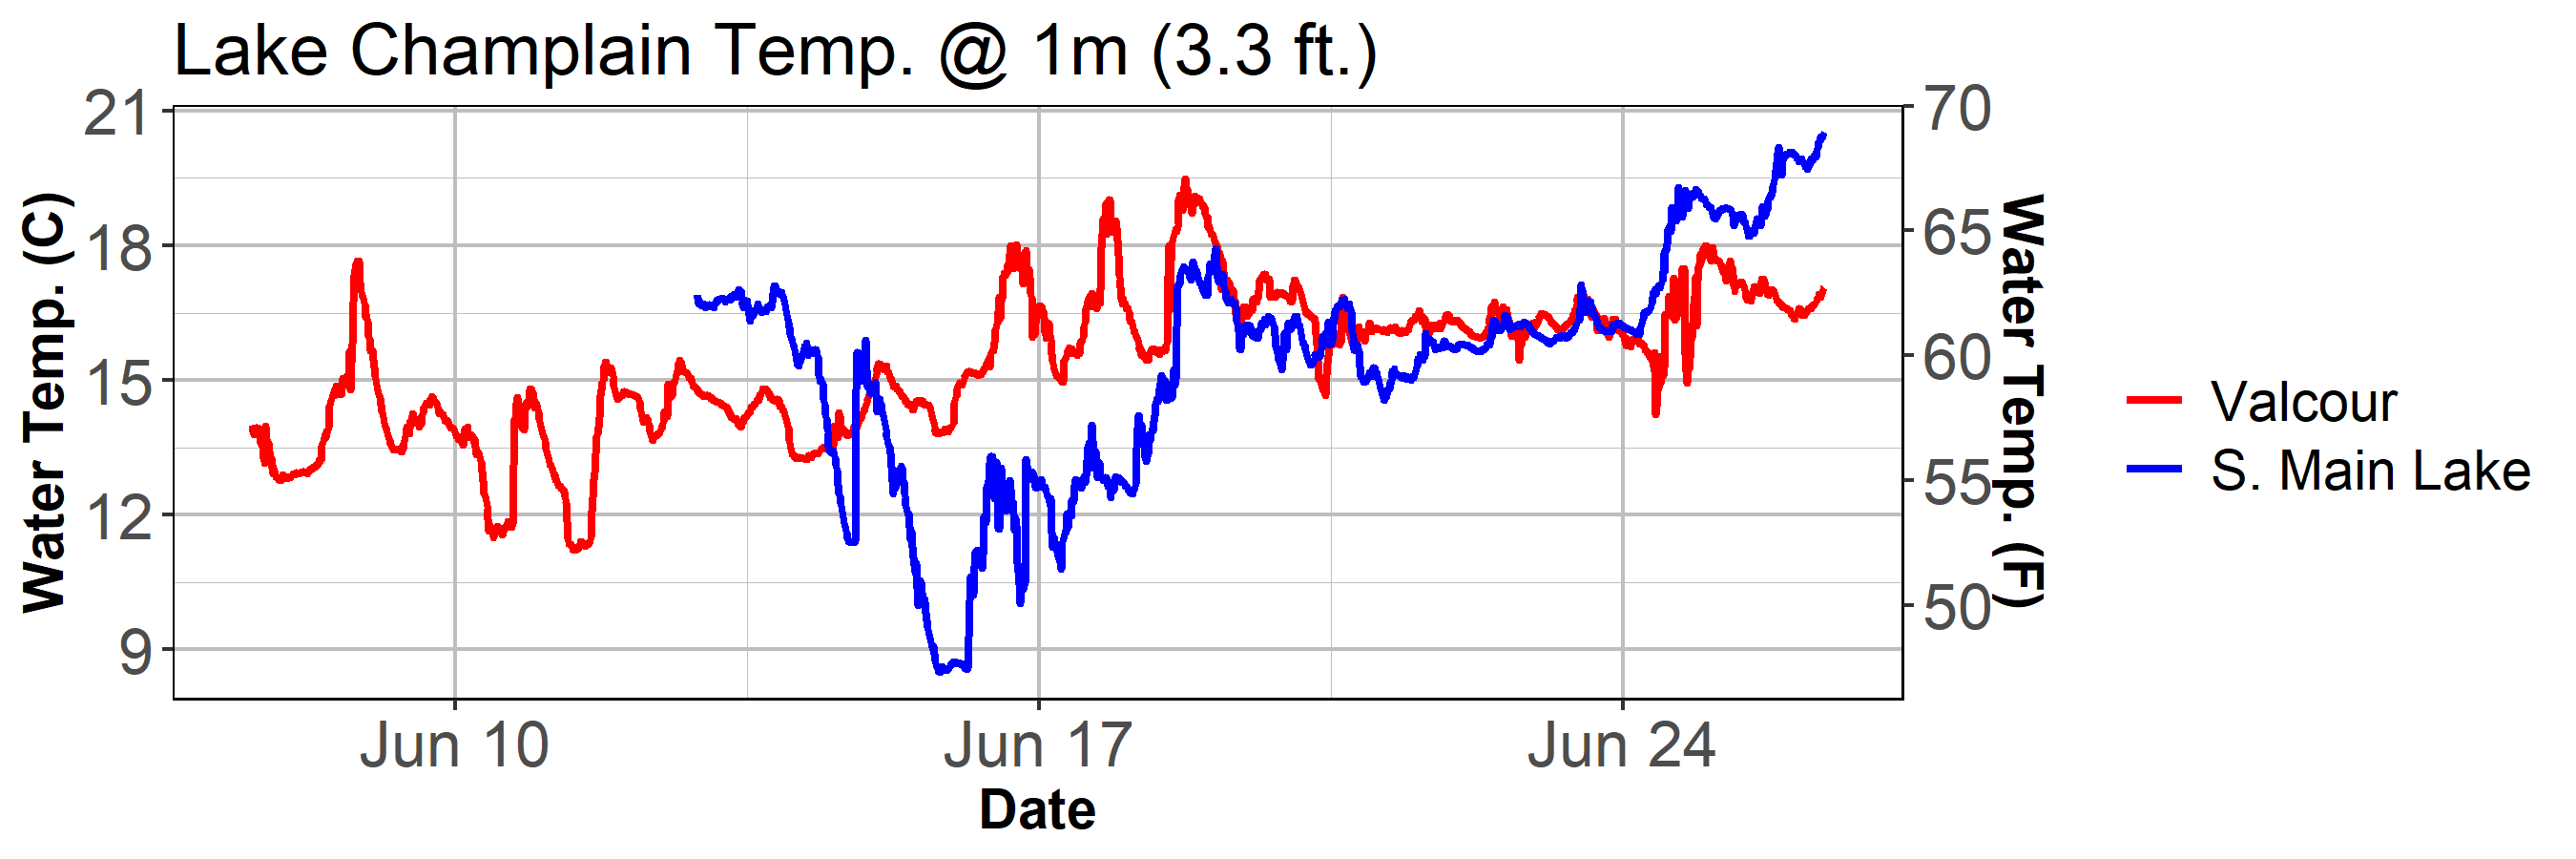 Lake Champlain Temp. @ 1m (3.3 ft.)
Water Temp. (C)
21
18
15
12
9
70
65
60
55
50
Water Temp. (F)
Jun 10
Jun 17
Jun 24
Date
Valcour
S. Main Lake